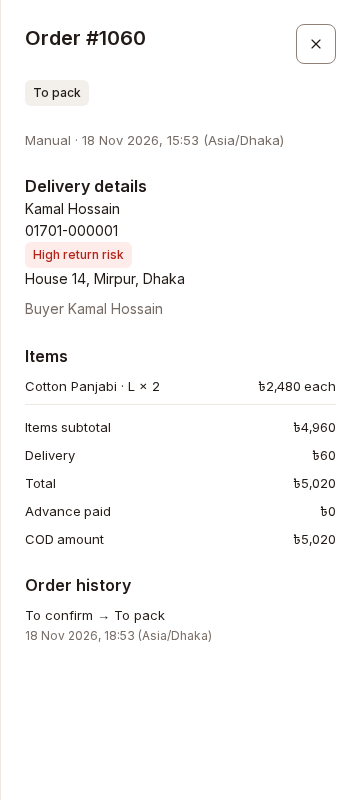 Order #1060
×
To pack
Manual · 18 Nov 2026, 15:53 (Asia/Dhaka)
Delivery details
Kamal Hossain
01701-000001
High return risk
House 14, Mirpur, Dhaka
Buyer Kamal Hossain
Items
Cotton Panjabi · L × 2 ৳2,480 each
Items subtotal ৳4,960
Delivery ৳60
Total ৳5,020
Advance paid ৳0
COD amount ৳5,020
Order history
To confirm → To pack
18 Nov 2026, 18:53 (Asia/Dhaka)